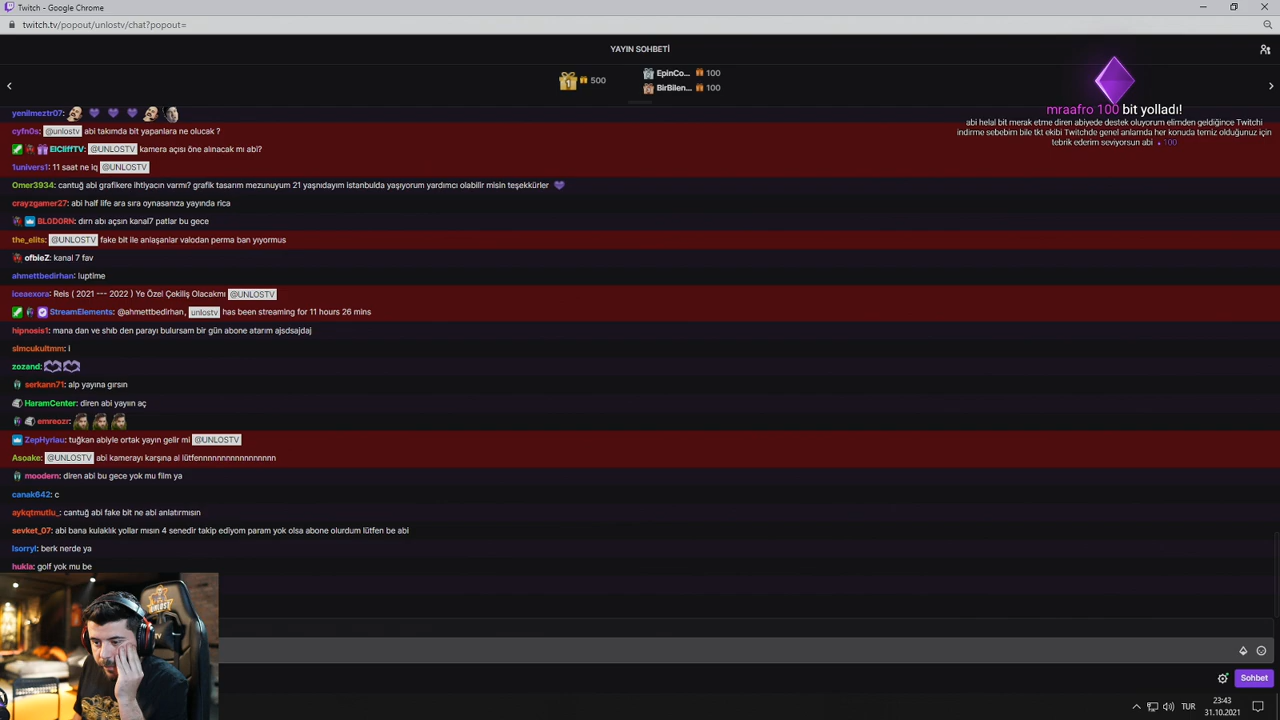 Twitch - Google Chrome
twitch.tv/popout/unlostv/chat?popout=
YAYIN SOHBETİ
1 500
EpinCo... 100
BirBilen... 100
mraafro 100 bit yolladı!
abi helal bit merak etme diren abiyede destek oluyorum elimden geldiğince Twitchi
indirme sebebim bile tkt ekibi Twitchde genel anlamda her konuda temiz olduğunuz için
tebrik ederim seviyorsun abi 100
yenilmeztr07:
cyfn0s: @unlostv abi takımda bit yapanlara ne olucak ?
ElCliffTV: @UNLOSTV kamera açısı öne alınacak mı abi?
1univers1: 11 saat ne iq @UNLOSTV
Omer3934: cantuğ abi grafikere ihtiyacın varmı? grafik tasarım mezunuyum 21 yaşnıdayım istanbulda yaşıyorum yardımcı olabilir misin teşekkürler
crayzgamer27: abi half life ara sıra oynasanıza yayında rica
BL0D0RN: dırn abı açsın kanal7 patlar bu gece
the_elits: @UNLOSTV fake bit ile anlaşanlar valodan perma ban yıyormus
ofbieZ: kanal 7 fav
ahmettbedirhan: !uptime
iceaexora: Reis ( 2021 --- 2022 ) Ye Özel Çekiliş Olacakmı @UNLOSTV
StreamElements: @ahmettbedirhan, unlostv has been streaming for 11 hours 26 mins
hipnosis1: mana dan ve shıb den parayı bulursam bir gün abone atarım ajsdsajdaj
slmcukultmm: i
zozand:
serkann71: alp yayına gırsın
HaramCenter: diren abi yayıın aç
emreozr:
ZepHyriau: tuğkan abiyle ortak yayın gelir mi @UNLOSTV
Asoake: @UNLOSTV abi kamerayı karşına al lütfennnnnnnnnnnnnnnn
moodern: diren abi bu gece yok mu film ya
canak642: c
aykqtmutlu_: cantuğ abi fake bit ne abi anlatırmısın
sevket_07: abi bana kulaklık yollar mısın 4 senedir takip ediyom param yok olsa abone olurdum lütfen be abi
lsorryl: berk nerde ya
hukla: golf yok mu be
Sohbet
TUR
23:43
31.10.2021